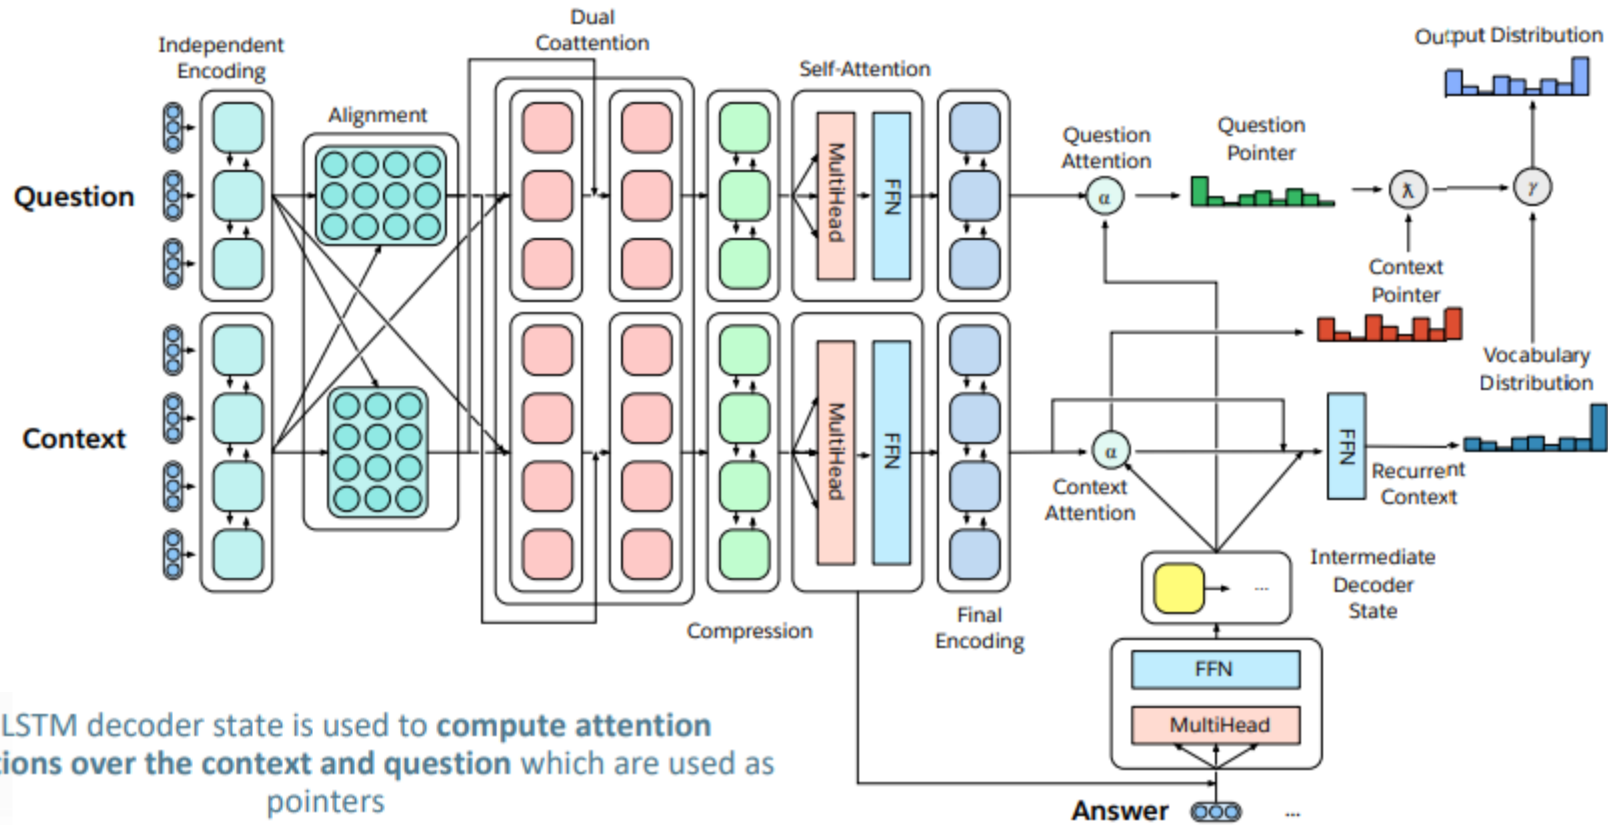 Dual
Coattention
Independent
Encoding
Alignment
Self-Attention
Output Distribution
Question
Attention
Question
Pointer
Question
MultiHead
FFN
α
ƛ
γ
Context
Pointer
Vocabulary
Distribution
Context
MultiHead
FFN
α
FFN
Context
Attention
Recurrent
Context
Compression
Final
Encoding
...
Intermediate
Decoder
State
FFN
MultiHead
Answer
...
LSTM decoder state is used to compute attention
over the context and question which are used as
pointers